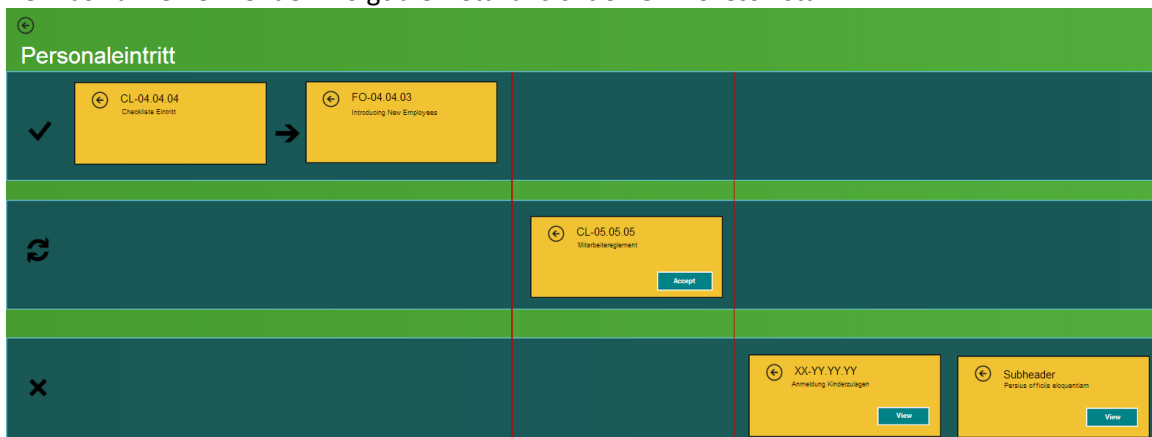 Personaleintritt
CL-04.04.04
Checkliste Eintritt
FO-04.04.03
Introducing New Employees
CL-05.05.05
Mitarbeitereglement
Accept
XX-YY.YY.YY
Anmeldung Kinderzulagen
View
Subheader
Persius officiis eloquentiam
View